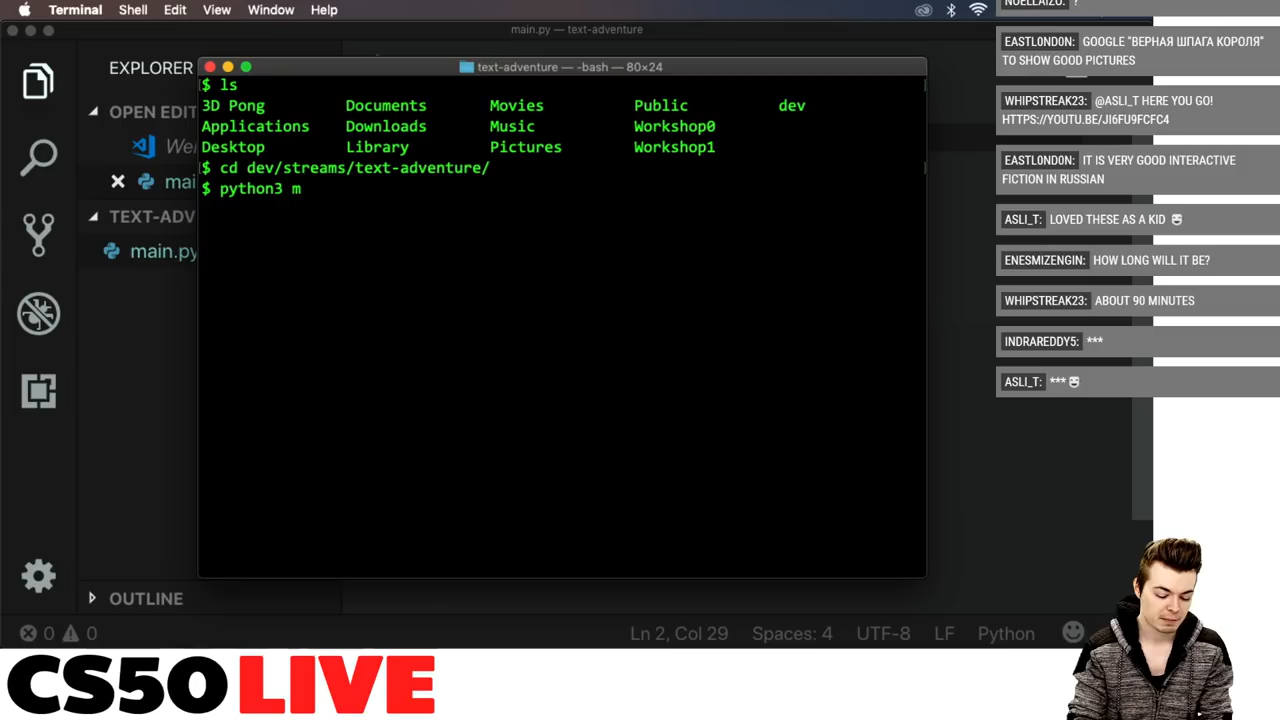 Terminal Shell Edit View Window Help
main.py — text-adventure
EXPLORER
OPEN EDIT
We
mai
TEXT-ADV
main.py
OUTLINE
text-adventure — -bash — 80×24
$ ls
3D Pong Documents Movies Public dev
Applications Downloads Music Workshop0
Desktop Library Pictures Workshop1
$ cd dev/streams/text-adventure/
$ python3 m
0 0
Ln 2, Col 29 Spaces: 4 UTF-8 LF Python
NOELLAIZO: ?
EASTL0ND0N: GOOGLE "ВЕРНАЯ ШПАГА КОРОЛЯ"
TO SHOW GOOD PICTURES
WHIPSTREAK23: @ASLI_T HERE YOU GO!
HTTPS://YOUTU.BE/JI6FU9FCFC4
EASTL0ND0N: IT IS VERY GOOD INTERACTIVE
FICTION IN RUSSIAN
ASLI_T: LOVED THESE AS A KID
ENESMIZENGIN: HOW LONG WILL IT BE?
WHIPSTREAK23: ABOUT 90 MINUTES
INDRAREDDY5: ***
ASLI_T: ***
CS50 LIVE